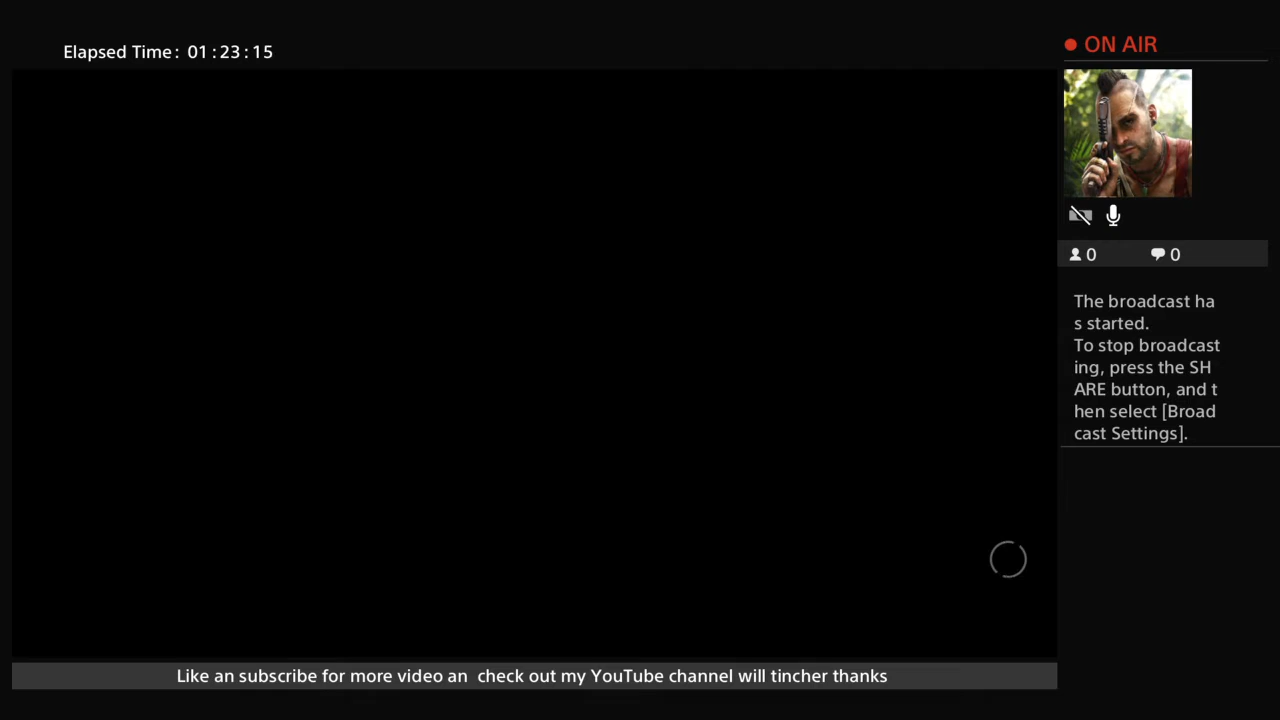 Elapsed Time: 01:23:15
ON AIR
0 0
The broadcast ha
s started.
To stop broadcast
ing, press the SH
ARE button, and t
hen select [Broad
cast Settings].
Like an subscribe for more video an  check out my YouTube channel will tincher thanks